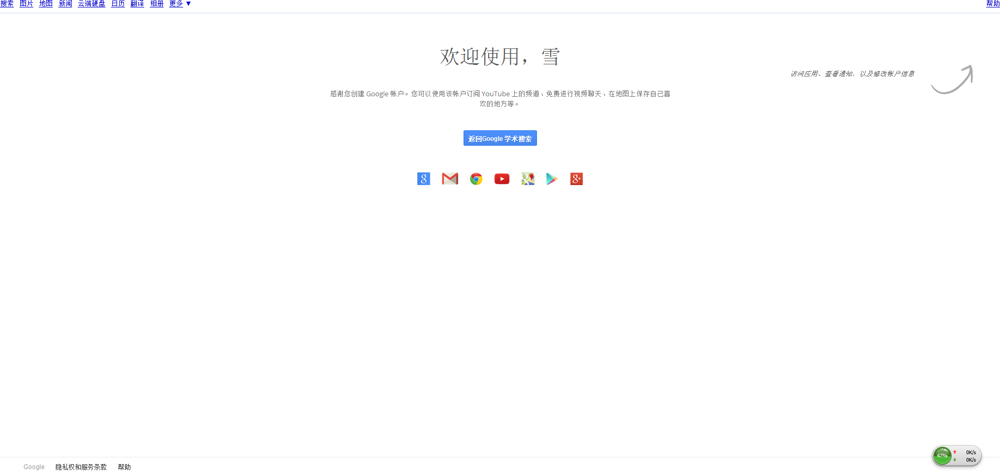 搜索 图片 地图 新闻 云端硬盘 日历 翻译 相册 更多 ▼ 帮助
欢迎使用，雪
访问应用、查看通知，以及修改帐户信息
感谢您创建 Google 帐户。您可以使用该帐户订阅 YouTube 上的频道、免费进行视频聊天、在地图上保存自己喜
欢的地方等。
返回Google 学术搜索
47% 0K/s
0K/s
Google 隐私权和服务条款 帮助